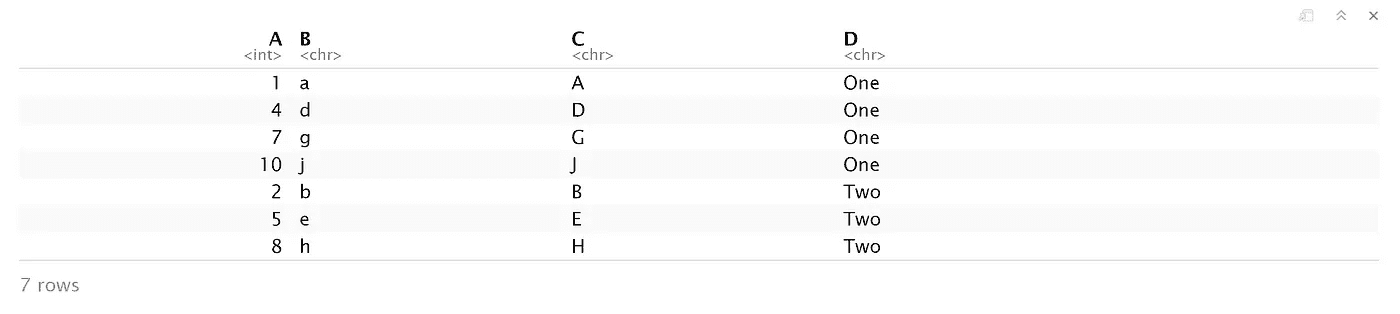 A B C D
<int> <chr> <chr> <chr>
1 a A One
4 d D One
7 g G One
10 j J One
2 b B Two
5 e E Two
8 h H Two
7 rows